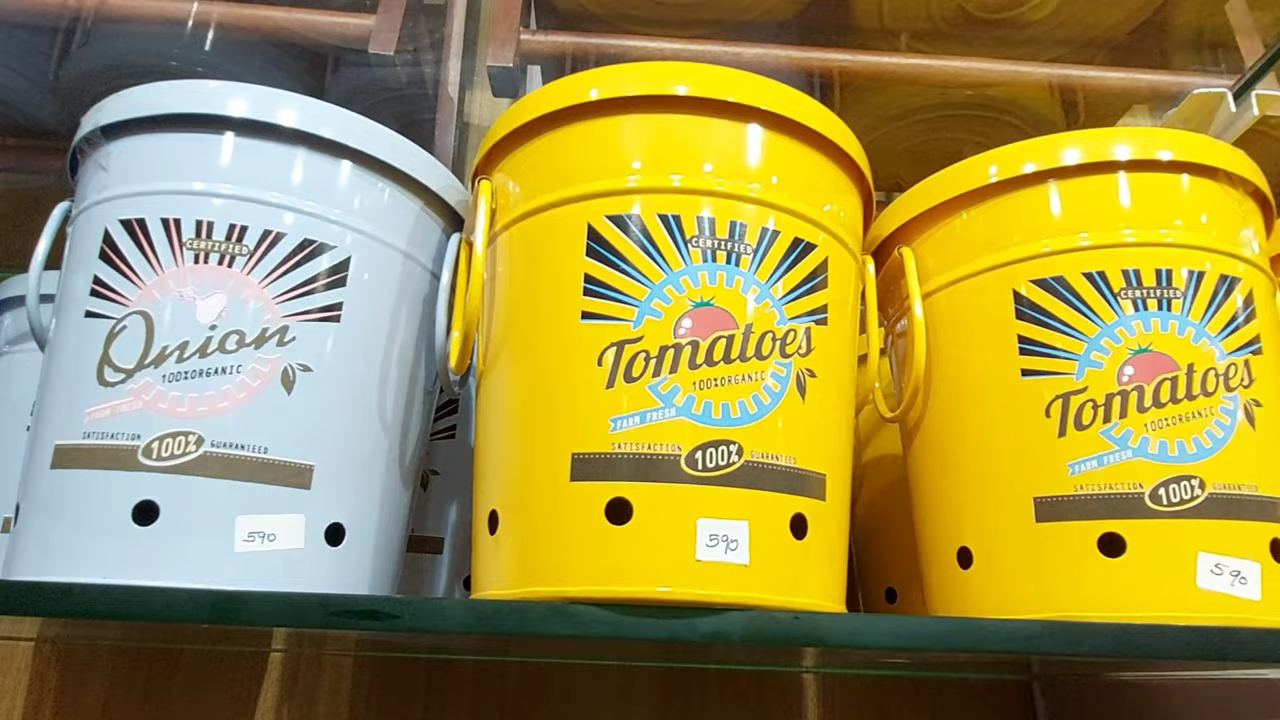 CERTIFIED
Onion
100%ORGANIC
FARM FRESH
SATISFACTION 100% GUARANTEED
590
CERTIFIED
Tomatoes
100%ORGANIC
FARM FRESH
SATISFACTION 100% GUARANTEED
590
CERTIFIED
Tomatoes
100%ORGANIC
FARM FRESH
SATISFACTION 100% GUARANTEED
590